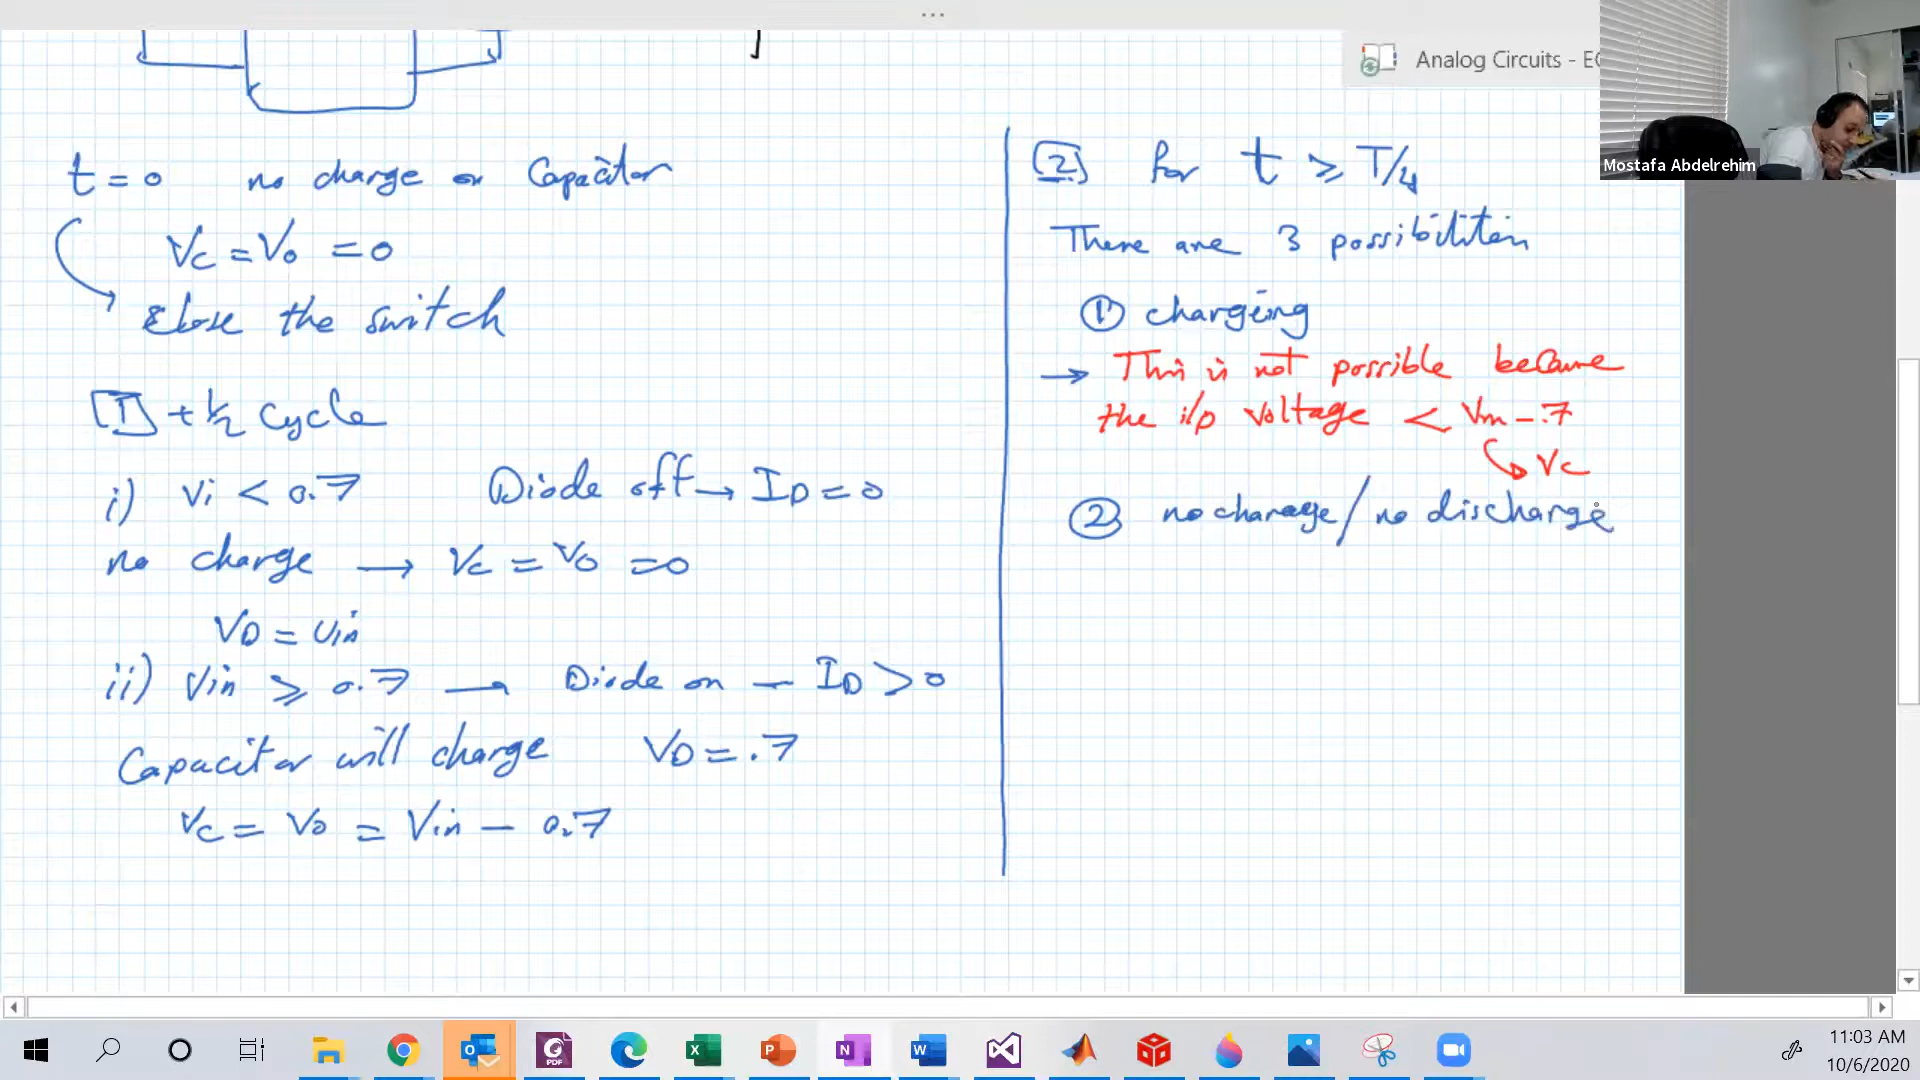 Analog Circuits - EC
Mostafa Abdelrehim
t = 0 no charge on Capacitor
Vc = Vo = 0
close the switch
[1] + 1/2 cycle
i) Vi < 0.7 Diode off → ID = 0
no charge → Vc = Vo = 0
VD = Vin
ii) Vin ≥ 0.7 → Diode on — ID > 0
Capacitor will charge VD = .7
Vc = Vo = Vin - 0.7
[2] for t ≥ T/4
There are 3 possibilities
① charging
→ This is not possible because
the i/p voltage < Vm - .7
↳ Vc
② no charge / no discharge
11:03 AM
10/6/2020